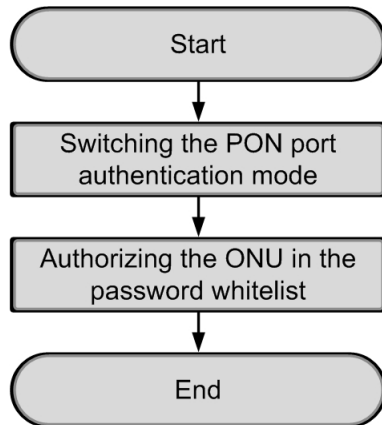 Start
Switching the PON port
authentication mode
Authorizing the ONU in the
password whitelist
End